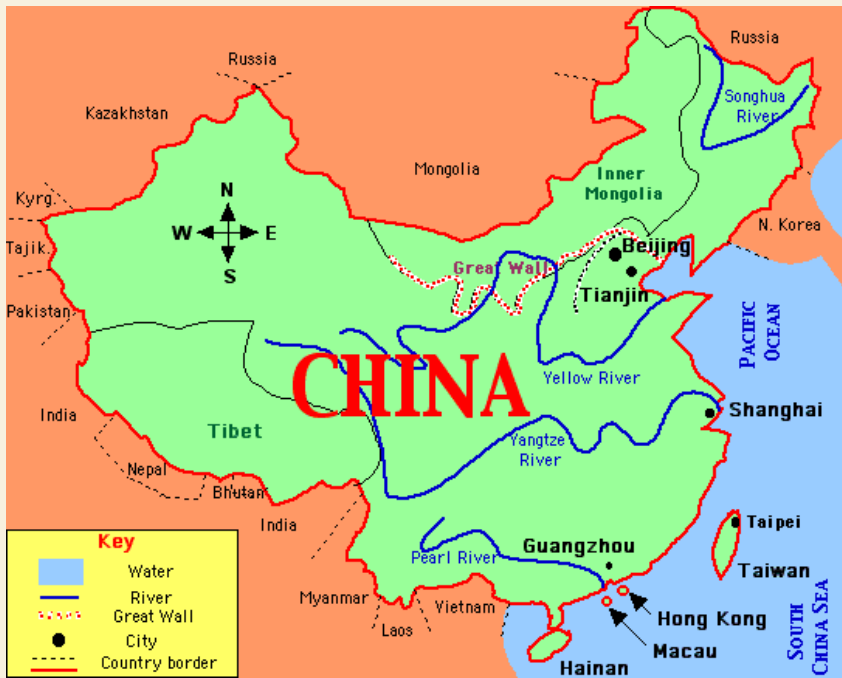 Russia
Russia
Kazakhstan
Songhua
River
Mongolia
Inner
Mongolia
Kyrg.
N
W E
S
N. Korea
Tajik.
Beijing
Great Wall
Tianjin
Pakistan
PACIFIC
OCEAN
CHINA
Yellow River
India
Shanghai
Tibet
Yangtze
River
Nepal
Bhutan
India
Taipei
Key
Guangzhou
Pearl River
Water
Taiwan
River
Myanmar
Vietnam
Great Wall
Hong Kong
Laos
City
Macau
SOUTH
CHINA SEA
Country border
Hainan